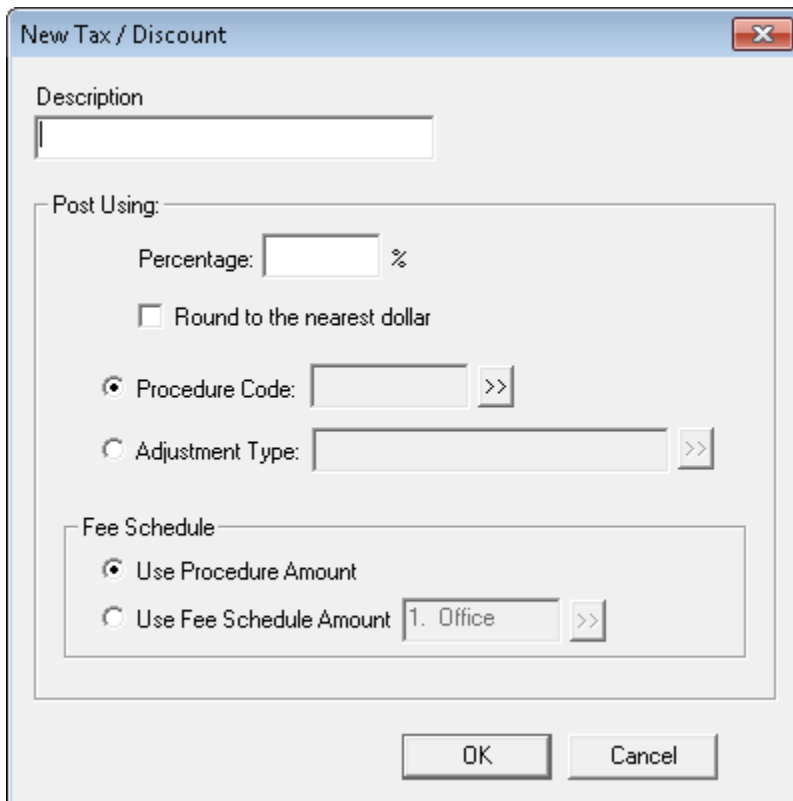 New Tax / Discount
Description
Post Using:
Percentage: %
Round to the nearest dollar
Procedure Code: >>
Adjustment Type: >>
Fee Schedule
Use Procedure Amount
Use Fee Schedule Amount 1. Office >>
OK Cancel